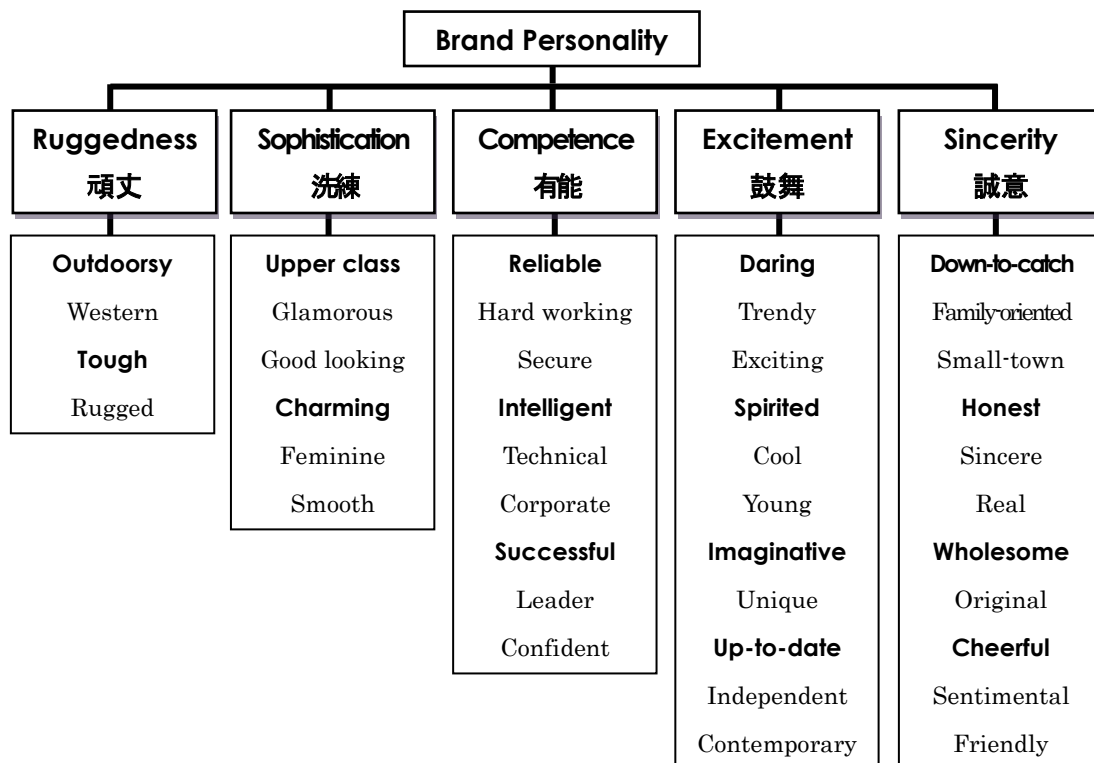 Brand Personality
Ruggedness
頑丈
Outdoorsy
Western
Tough
Rugged
Sophistication
洗練
Upper class
Glamorous
Good looking
Charming
Feminine
Smooth
Competence
有能
Reliable
Hard working
Secure
Intelligent
Technical
Corporate
Successful
Leader
Confident
Excitement
鼓舞
Daring
Trendy
Exciting
Spirited
Cool
Young
Imaginative
Unique
Up-to-date
Independent
Contemporary
Sincerity
誠意
Down-to-catch
Family-oriented
Small-town
Honest
Sincere
Real
Wholesome
Original
Cheerful
Sentimental
Friendly